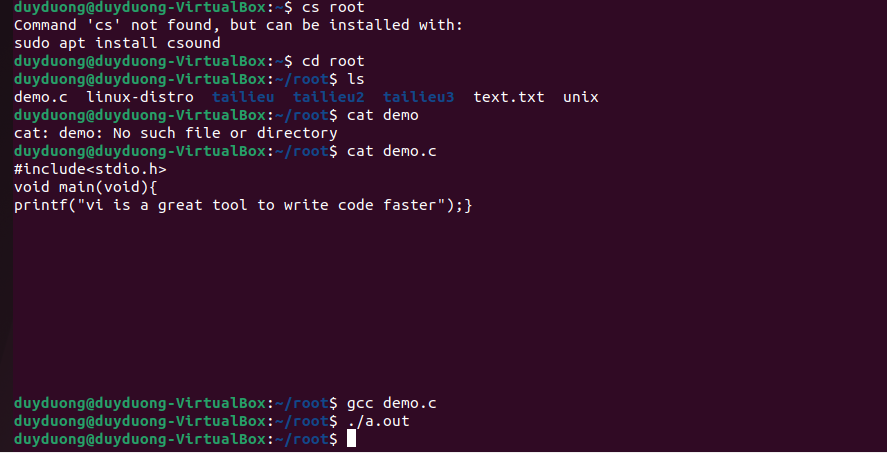 duyduong@duyduong-VirtualBox:~$ cs root
Command 'cs' not found, but can be installed with:
sudo apt install csound
duyduong@duyduong-VirtualBox:~$ cd root
duyduong@duyduong-VirtualBox:~/root$ ls
demo.c  linux-distro  tailieu  tailieu2  tailieu3  text.txt  unix
duyduong@duyduong-VirtualBox:~/root$ cat demo
cat: demo: No such file or directory
duyduong@duyduong-VirtualBox:~/root$ cat demo.c
#include<stdio.h>
void main(void){
printf("vi is a great tool to write code faster");}
duyduong@duyduong-VirtualBox:~/root$ gcc demo.c
duyduong@duyduong-VirtualBox:~/root$ ./a.out
duyduong@duyduong-VirtualBox:~/root$